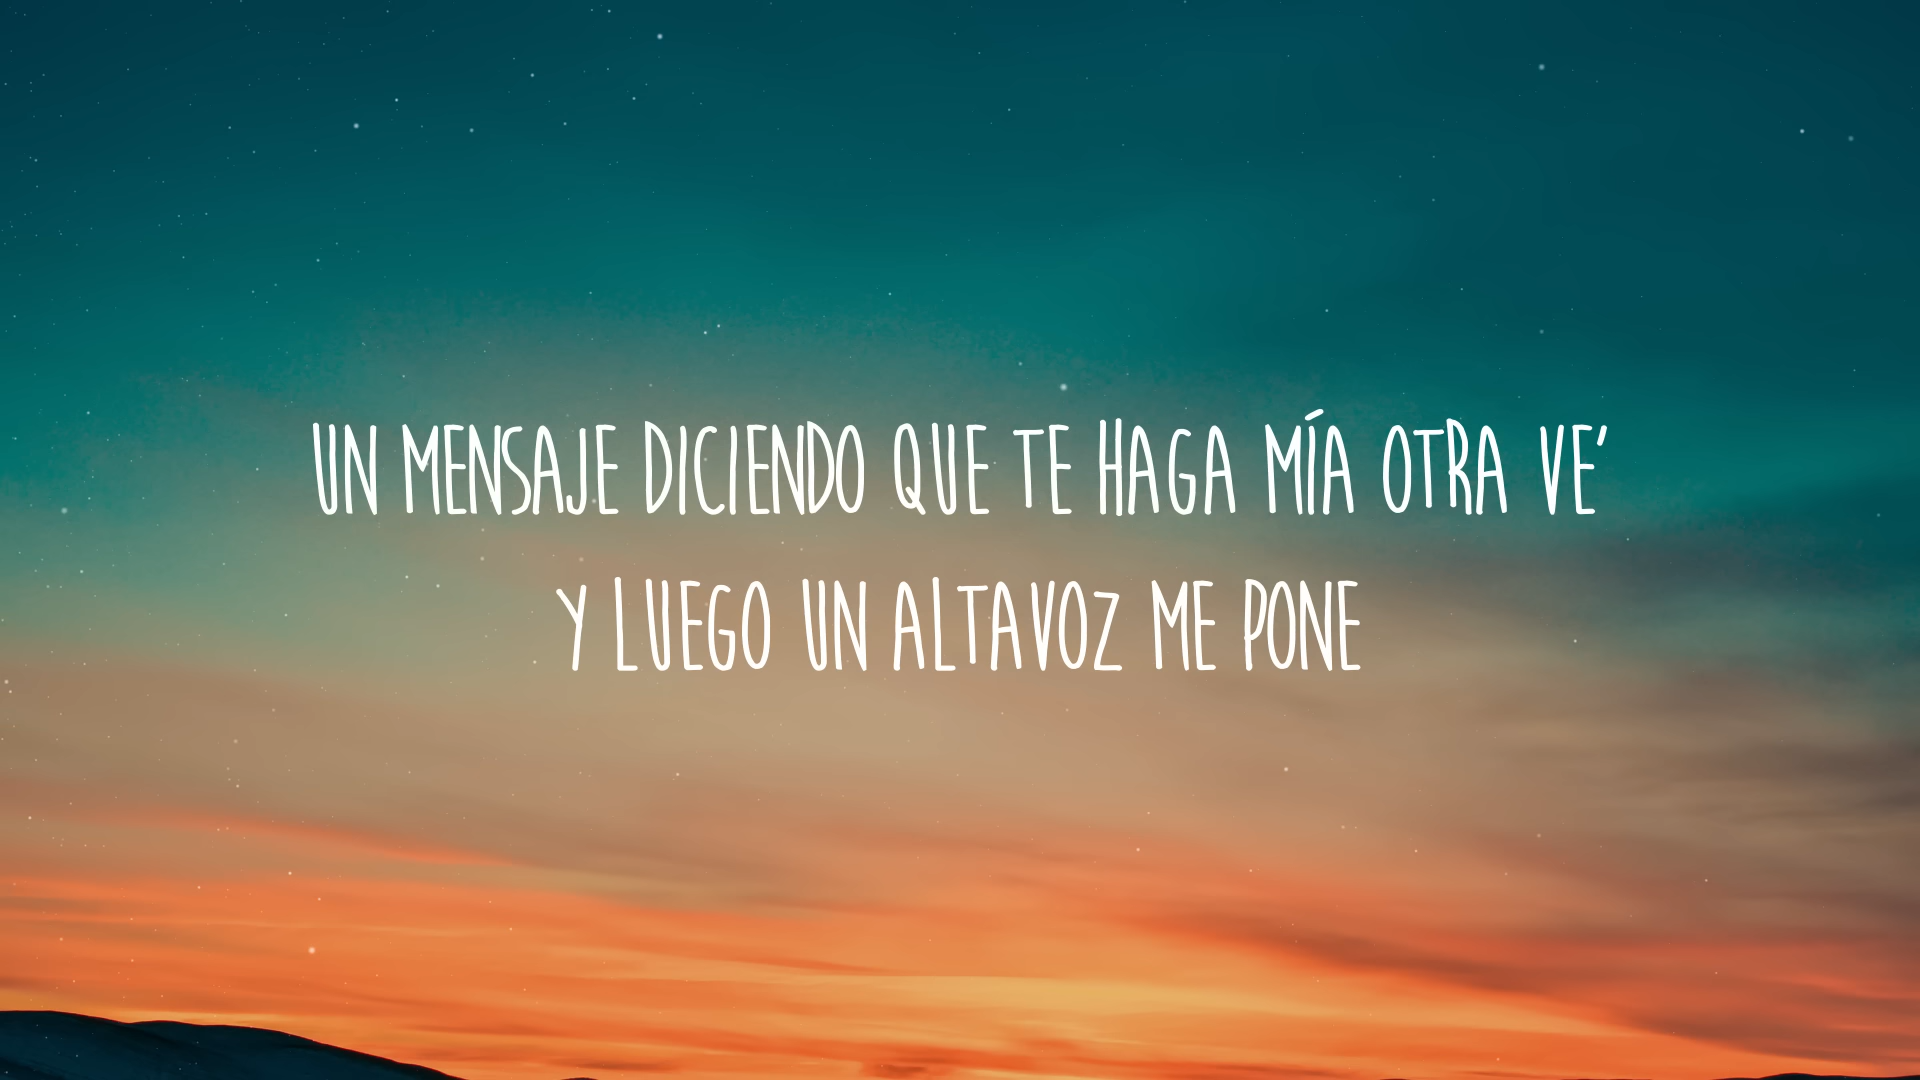 UN MENSAJE DICIENDO QUE TE HAGA MÍA OTRA VE'
Y LUEGO UN ALTAVOZ ME PONE